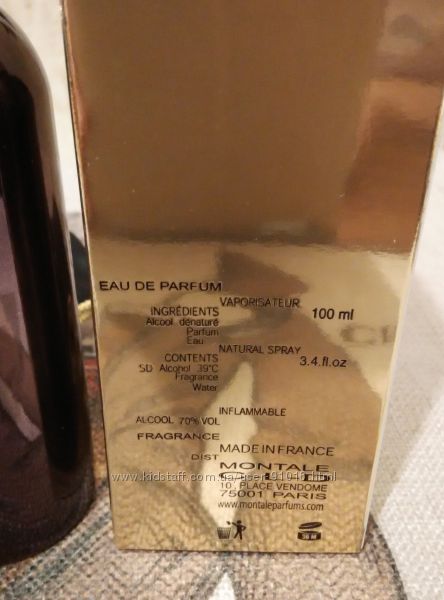 EAU DE PARFUM
VAPORISATEUR 100 ml
INGRÉDIENTS
Alcool dénaturé
Parfum
Eau
NATURAL SPRAY 3.4.fl.oz
CONTENTS
SD Alcohol 39°C
Fragrance
Water
INFLAMMABLE
ALCOOL 70% VOL
FRAGRANCE
MADE IN FRANCE
DIST MONTALE
10, PLACE VENDOME
75001 PARIS
www.montaleparfums.com
36 M